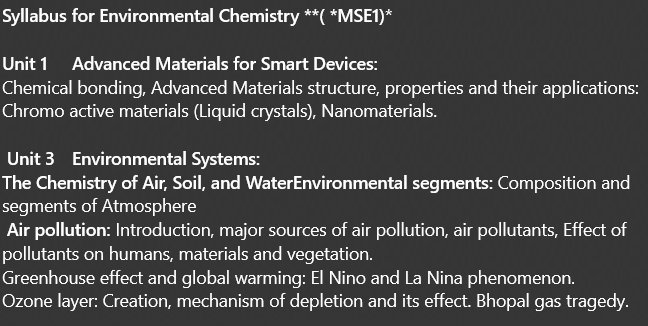 Syllabus for Environmental Chemistry **( *MSE1)*
Unit 1 Advanced Materials for Smart Devices:
Chemical bonding, Advanced Materials structure, properties and their applications:
Chromo active materials (Liquid crystals), Nanomaterials.
Unit 3 Environmental Systems:
The Chemistry of Air, Soil, and WaterEnvironmental segments: Composition and
segments of Atmosphere
Air pollution: Introduction, major sources of air pollution, air pollutants, Effect of
pollutants on humans, materials and vegetation.
Greenhouse effect and global warming: El Nino and La Nina phenomenon.
Ozone layer: Creation, mechanism of depletion and its effect. Bhopal gas tragedy.